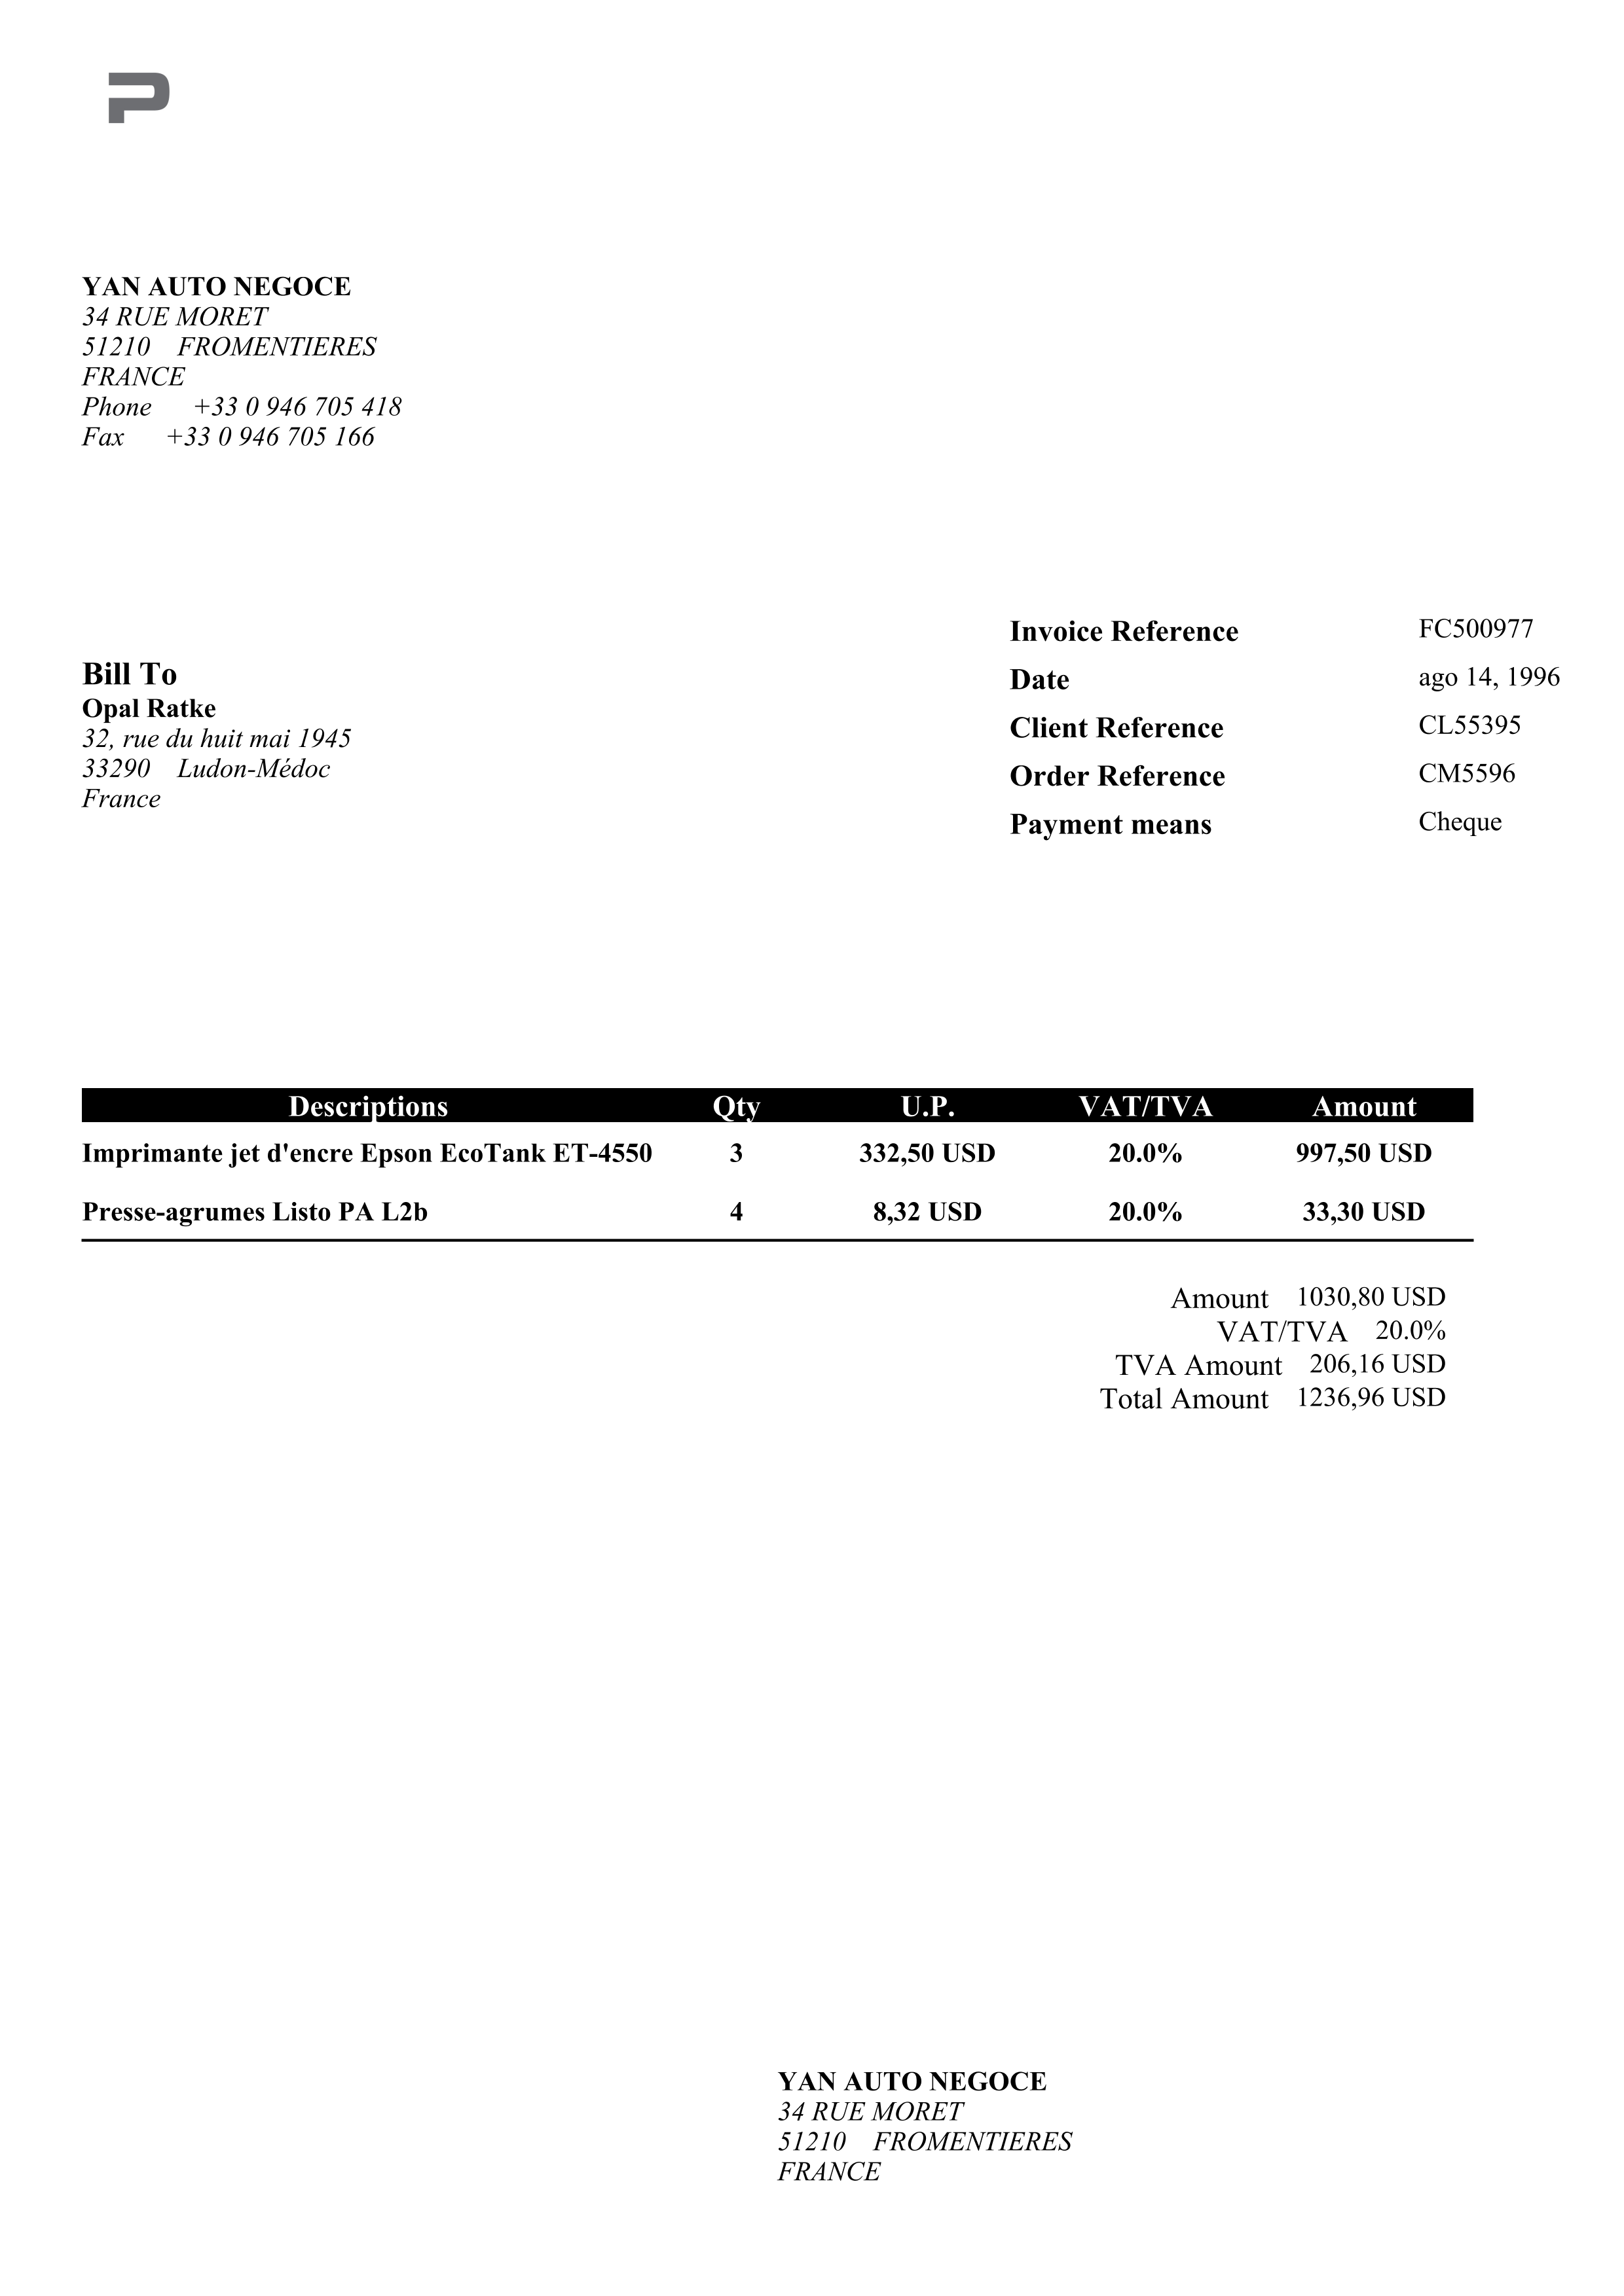 P
YAN AUTO NEGOCE
34 RUE MORET
51210 FROMENTIERES
FRANCE
Phone +33 0 946 705 418
Fax +33 0 946 705 166
Bill To
Opal Ratke
32, rue du huit mai 1945
33290 Ludon-Médoc
France
Invoice Reference FC500977
Date ago 14, 1996
Client Reference CL55395
Order Reference CM5596
Payment means Cheque
Descriptions Qty U.P. VAT/TVA Amount
Imprimante jet d'encre Epson EcoTank ET-4550 3 332,50 USD 20.0% 997,50 USD
Presse-agrumes Listo PA L2b 4 8,32 USD 20.0% 33,30 USD
Amount 1030,80 USD
VAT/TVA 20.0%
TVA Amount 206,16 USD
Total Amount 1236,96 USD
YAN AUTO NEGOCE
34 RUE MORET
51210 FROMENTIERES
FRANCE